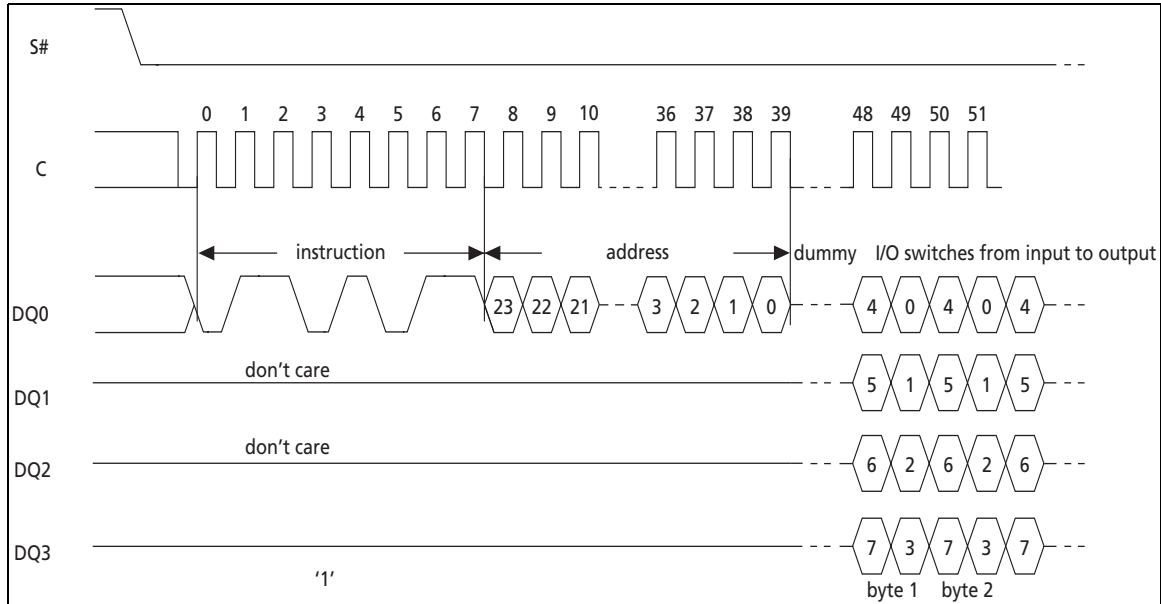 S#
0 1 2 3 4 5 6 7 8 9 10 36 37 38 39 48 49 50 51
C
instruction address dummy I/O switches from input to output
DQ0 23 22 21 3 2 1 0 4 0 4 0 4
don't care
DQ1 5 1 5 1 5
don't care
DQ2 6 2 6 2 6
DQ3 7 3 7 3 7
'1' byte 1 byte 2